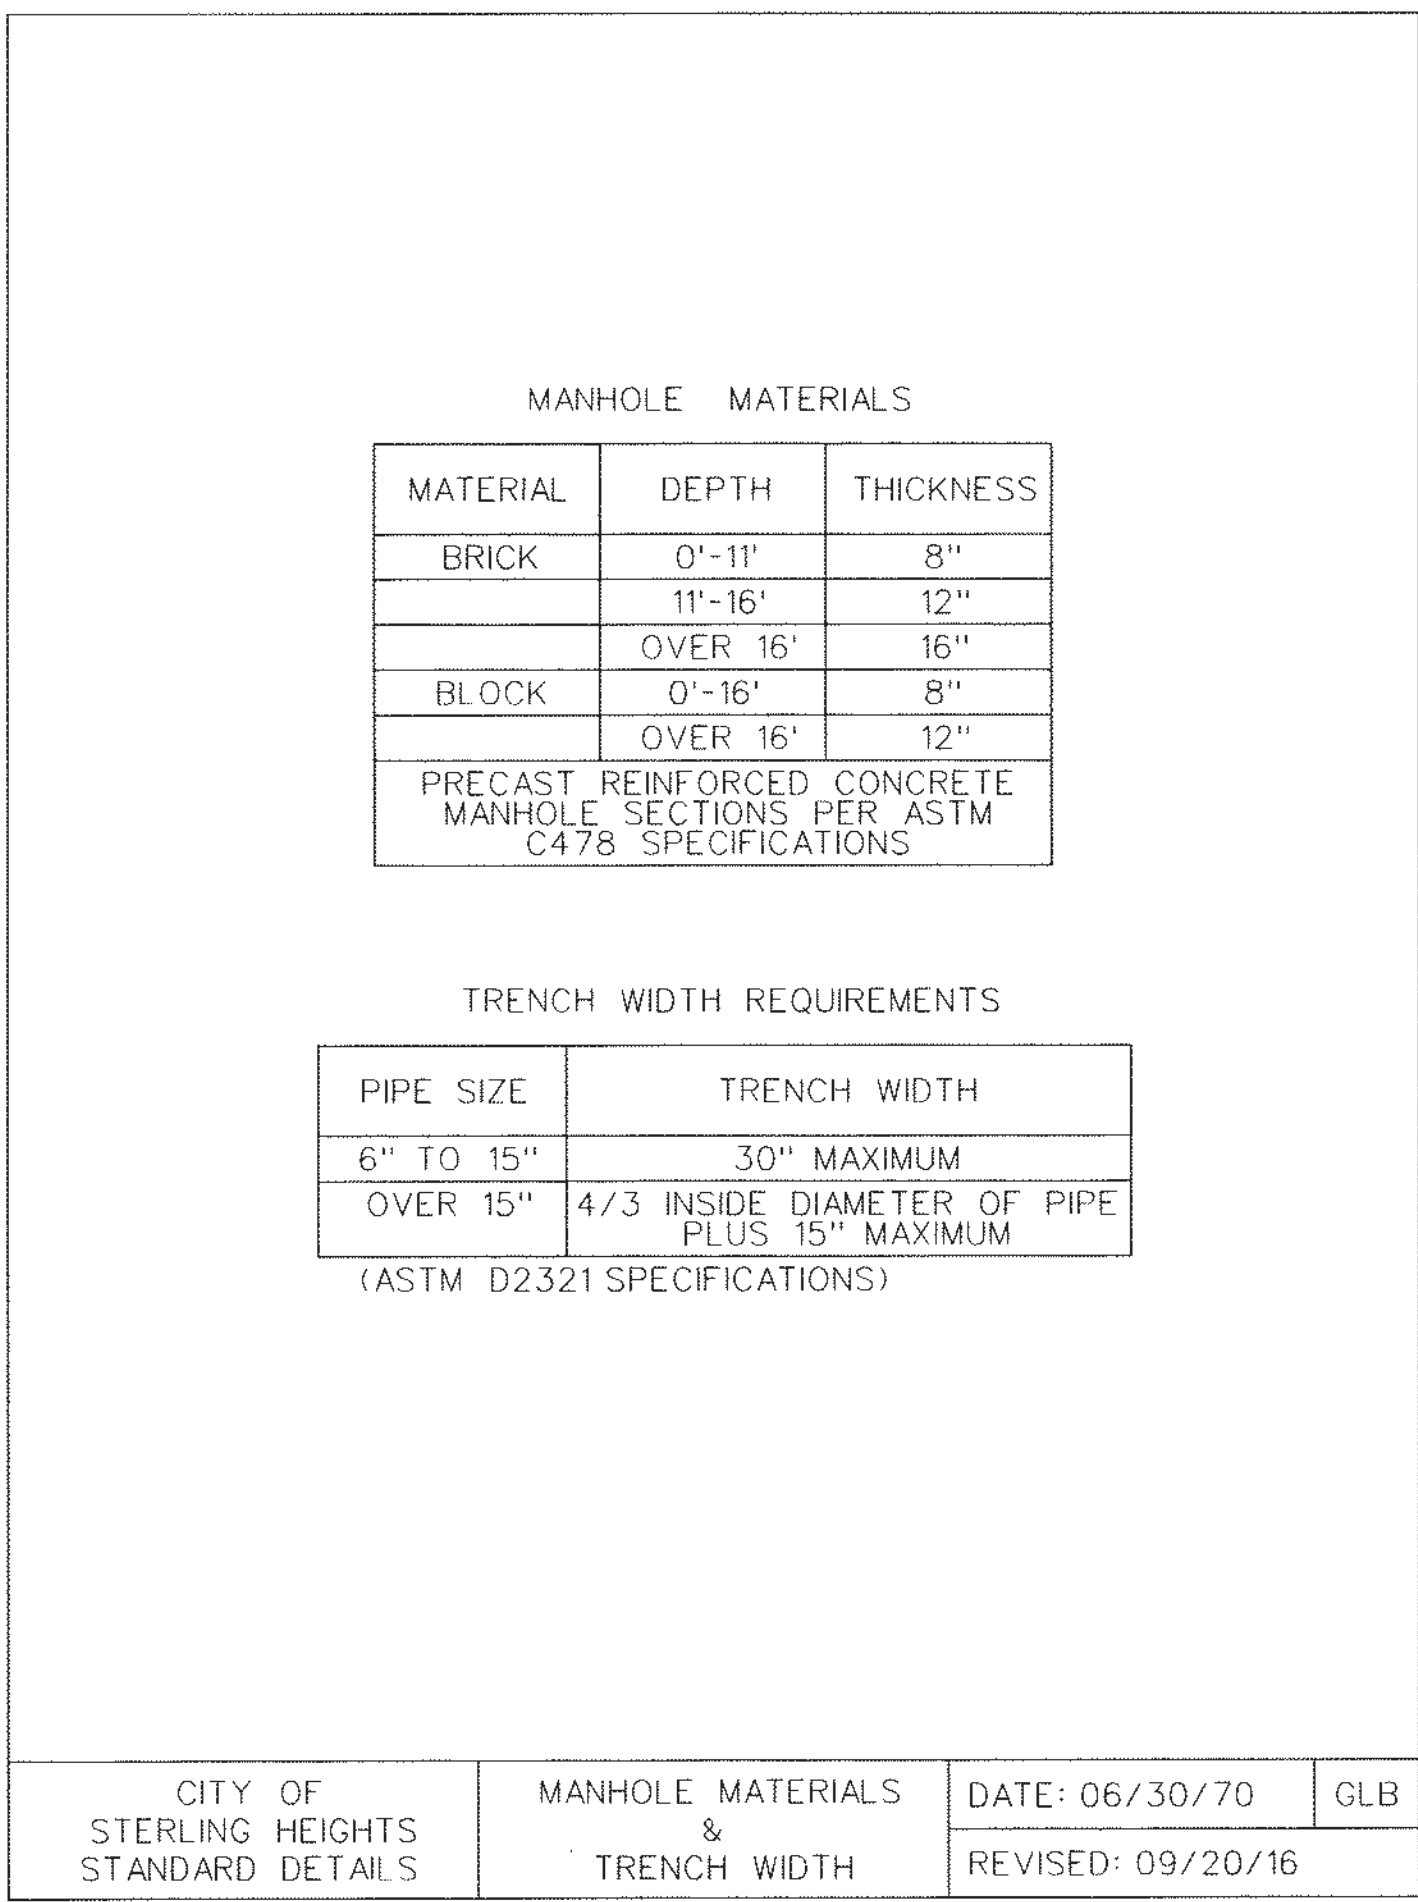 MANHOLE MATERIALS
MATERIAL DEPTH THICKNESS
BRICK 0'-11' 8"
11'-16' 12"
OVER 16' 16"
BLOCK 0'-16' 8"
OVER 16' 12"
PRECAST REINFORCED CONCRETE
MANHOLE SECTIONS PER ASTM
C478 SPECIFICATIONS
TRENCH WIDTH REQUIREMENTS
PIPE SIZE TRENCH WIDTH
6" TO 15" 30" MAXIMUM
OVER 15" 4/3 INSIDE DIAMETER OF PIPE
PLUS 15" MAXIMUM
(ASTM D2321 SPECIFICATIONS)
CITY OF
STERLING HEIGHTS
STANDARD DETAILS
MANHOLE MATERIALS
&
TRENCH WIDTH
DATE: 06/30/70 GLB
REVISED: 09/20/16